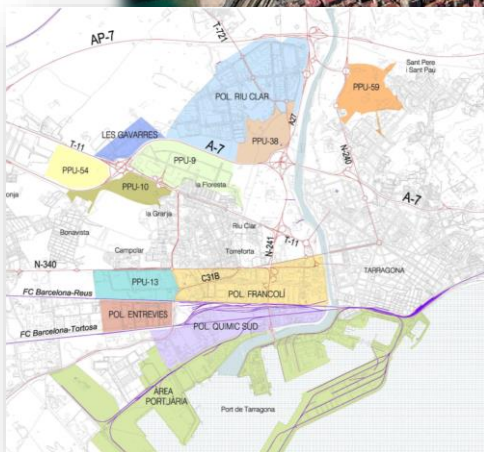 AP-7
T-721
Sant Pere
i Sant Pau
POL. RIU CLAR
PPU-59
LES GAVARRES
PPU-38
A27
N-240
T-11
A-7
PPU-9
PPU-54
PPU-10
la Floresta
A-7
la Granja
Bonavista
Riu Clar
Campclar
Torreforta
N-241
T-11
N-340
TARRAGONA
C31B
PPU-13
FC Barcelona-Reus
POL. FRANCOLÍ
POL. ENTREVIES
FC Barcelona-Tortosa
POL. QUIMIC SUD
ÀREA
PORTUÀRIA
Port de Tarragona